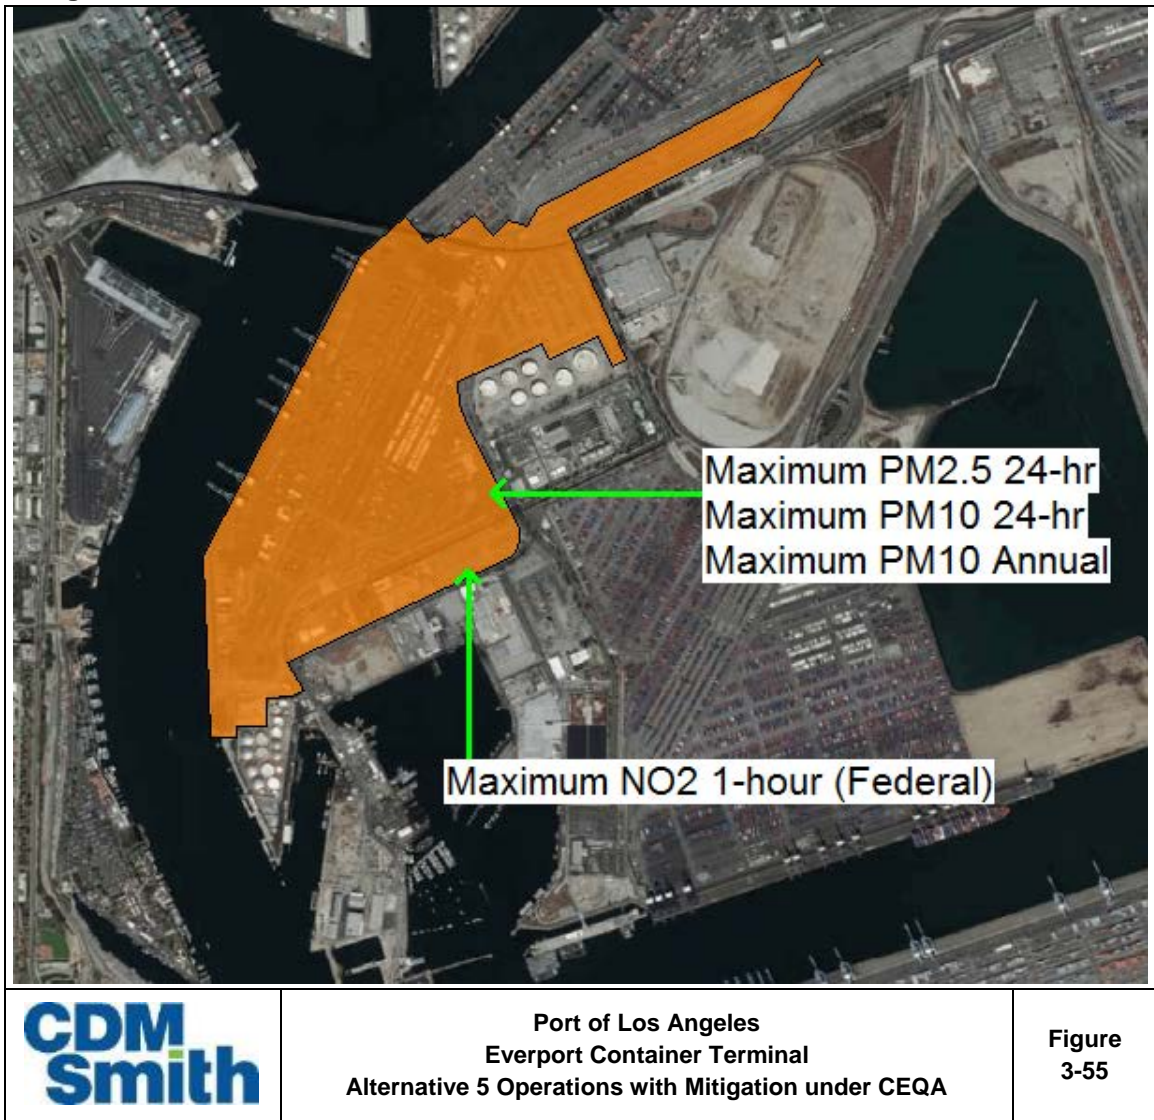 Maximum PM2.5 24-hr
Maximum PM10 24-hr
Maximum PM10 Annual
Maximum NO2 1-hour (Federal)
CDM
Smith
Port of Los Angeles
Everport Container Terminal
Alternative 5 Operations with Mitigation under CEQA
Figure
3-55